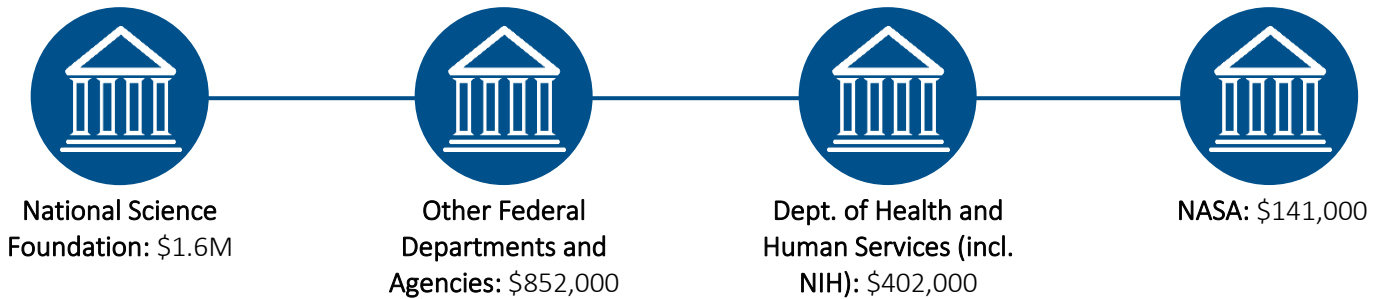 National Science
Foundation: $1.6M
Other Federal
Departments and
Agencies: $852,000
Dept. of Health and
Human Services (incl.
NIH): $402,000
NASA: $141,000